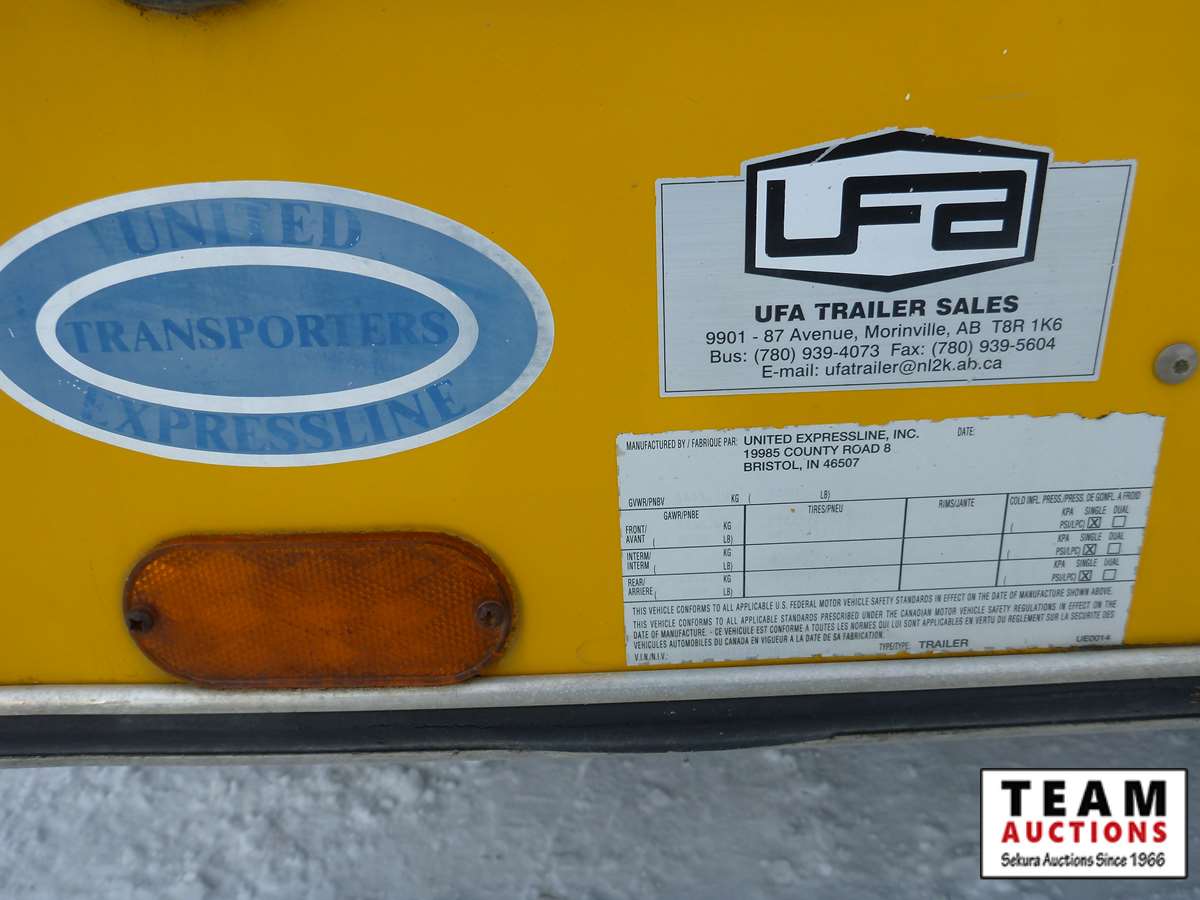 UNITED
TRANSPORTERS
EXPRESSLINE
UFA
UFA TRAILER SALES
9901 - 87 Avenue, Morinville, AB T8R 1K6
Bus: (780) 939-4073 Fax: (780) 939-5604
E-mail: ufatrailer@nl2k.ab.ca
MANUFACTURED BY / FABRIQUE PAR: UNITED EXPRESSLINE, INC. DATE:
19985 COUNTY ROAD 8
BRISTOL, IN 46507
GVWR/PNBV KG ( LB)
GAWR/PNBE TIRES/PNEU RIMS/JANTE COLD INFL. PRESS./PRESS. DE GONFL. A FROID
FRONT/ KG KPA SINGLE DUAL
AVANT ( LB) ( PSI/LPC) ☒ ☐
INTERM/ KG KPA SINGLE DUAL
INTERM ( LB) ( PSI/LPC) ☒ ☐
REAR/ KG KPA SINGLE DUAL
ARRIERE ( LB) ( PSI/LPC) ☒ ☐
THIS VEHICLE CONFORMS TO ALL APPLICABLE U.S. FEDERAL MOTOR VEHICLE SAFETY STANDARDS IN EFFECT ON THE DATE OF MANUFACTURE SHOWN ABOVE.
THIS VEHICLE CONFORMS TO ALL APPLICABLE STANDARDS PRESCRIBED UNDER THE CANADIAN MOTOR VEHICLE SAFETY REGULATIONS IN EFFECT ON THE
DATE OF MANUFACTURE. - CE VEHICULE EST CONFORME A TOUTES LES NORMES QUI LUI SONT APPLICABLES EN VERTU DU REGLEMENT SUR LA SECURITE DES
VEHICULES AUTOMOBILES DU CANADA EN VIGUEUR A LA DATE DE SA FABRICATION.
V.I.N./N.I.V.: TYPE/TYPE: TRAILER UE0014
TEAM
AUCTIONS
Sekura Auctions Since 1966